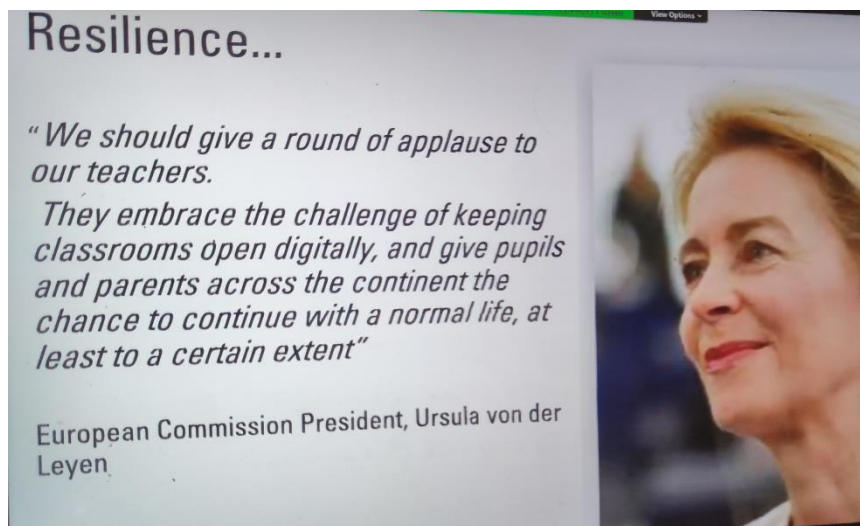 View Options
Resilience...
“We should give a round of applause to
our teachers.
They embrace the challenge of keeping
classrooms open digitally, and give pupils
and parents across the continent the
chance to continue with a normal life, at
least to a certain extent”
European Commission President, Ursula von der
Leyen